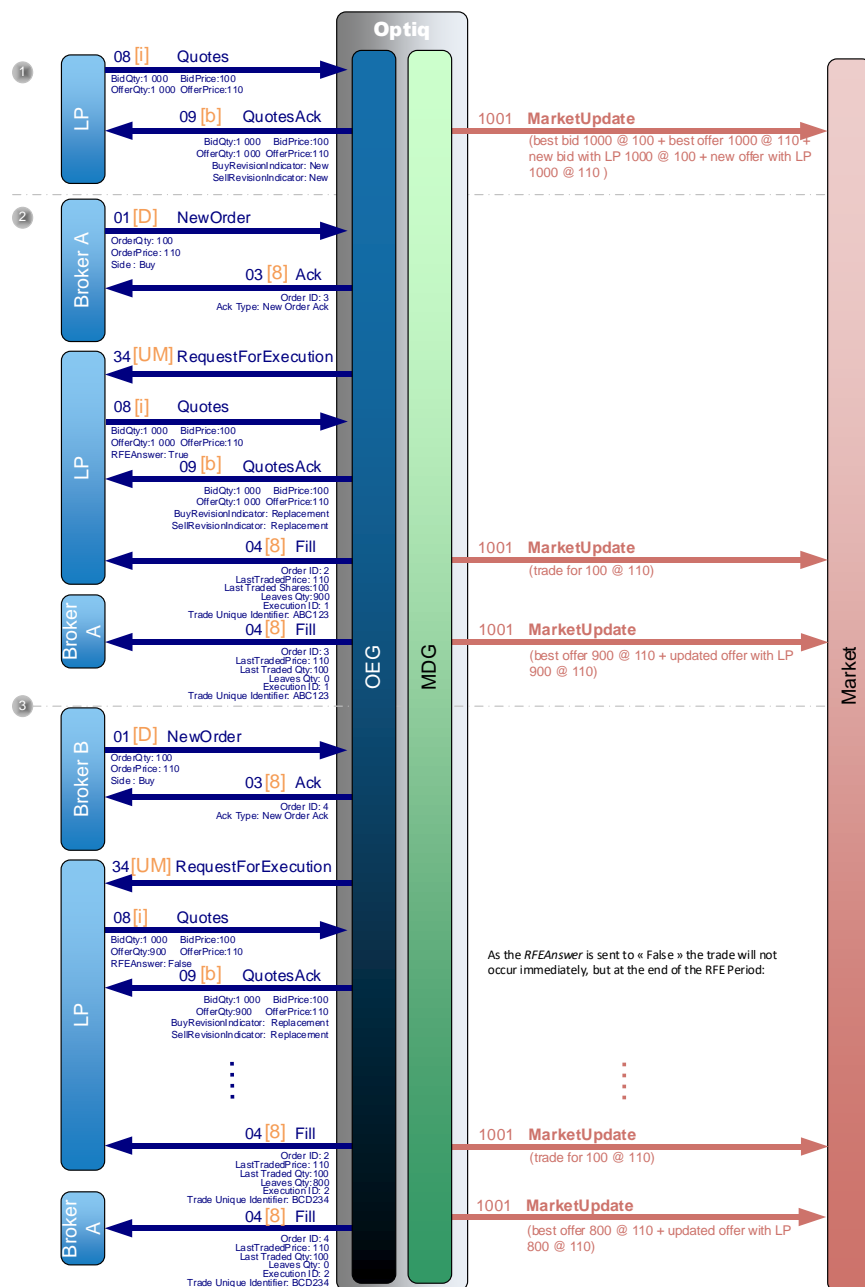 Optiq
1
LP
08 [i] Quotes
BidQty:1 000 BidPrice:100
OfferQty:1 000 OfferPrice:110
09 [b] QuotesAck
BidQty:1 000 BidPrice:100
OfferQty:1 000 OfferPrice:110
BuyRevisionIndicator: New
SellRevisionIndicator: New
1001 MarketUpdate
(best bid 1000 @ 100 + best offer 1000 @ 110 +
new bid with LP 1000 @ 100 + new offer with LP
1000 @ 110 )
2
Broker A
01 [D] NewOrder
OrderQty: 100
OrderPrice: 110
Side : Buy
03 [8] Ack
Order ID: 3
Ack Type: New Order Ack
LP
34 [UM] RequestForExecution
08 [i] Quotes
BidQty:1 000 BidPrice:100
OfferQty:1 000 OfferPrice:110
RFEAnswer: True
09 [b] QuotesAck
BidQty:1 000 BidPrice:100
OfferQty:1 000 OfferPrice:110
BuyRevisionIndicator: Replacement
SellRevisionIndicator: Replacement
04 [8] Fill
Order ID: 2
LastTradedPrice: 110
Last Traded Shares:100
Leaves Qty:900
Execution ID: 1
Trade Unique Identifier: ABC123
1001 MarketUpdate
(trade for 100 @ 110)
Broker
A
04 [8] Fill
Order ID: 3
LastTradedPrice:110
Last Traded Qty:100
Leaves Qty: 0
Execution ID: 1
Trade Unique Identifier: ABC123
1001 MarketUpdate
(best offer 900 @ 110 + updated offer with LP
900 @ 110)
OEG
MDG
Market
3
Broker B
01 [D] NewOrder
OrderQty: 100
OrderPrice: 110
Side : Buy
03 [8] Ack
Order ID: 4
Ack Type: New Order Ack
LP
34 [UM] RequestForExecution
08 [i] Quotes
BidQty:1 000 BidPrice:100
OfferQty:900 OfferPrice:110
RFEAnswer: False
09 [b] QuotesAck
BidQty:1 000 BidPrice:100
OfferQty:900 OfferPrice:110
BuyRevisionIndicator: Replacement
SellRevisionIndicator: Replacement
As the RFEAnswer is sent to « False » the trade will not
occur immediately, but at the end of the RFE Period:
04 [8] Fill
Order ID: 2
LastTradedPrice: 110
Last Traded Qty:100
Leaves Qty:800
Execution ID: 2
Trade Unique Identifier: BCD234
1001 MarketUpdate
(trade for 100 @ 110)
Broker
A
04 [8] Fill
Order ID: 4
LastTradedPrice:110
Last Traded Qty:100
Leaves Qty: 0
Execution ID: 2
Trade Unique Identifier: BCD234
1001 MarketUpdate
(best offer 800 @ 110 + updated offer with LP
800 @ 110)